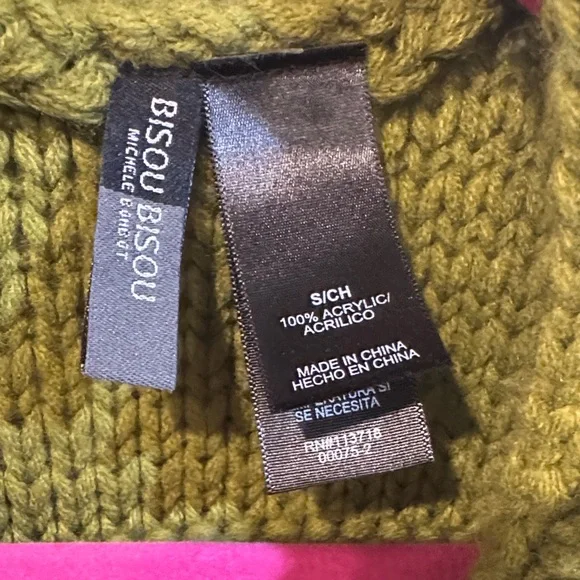 BISOU BISOU
MICHELE BOHBOT
S/CH
100% ACRYLIC/
ACRILICO
MADE IN CHINA
HECHO EN CHINA
SE NECESITA
RN#113716
00075-2